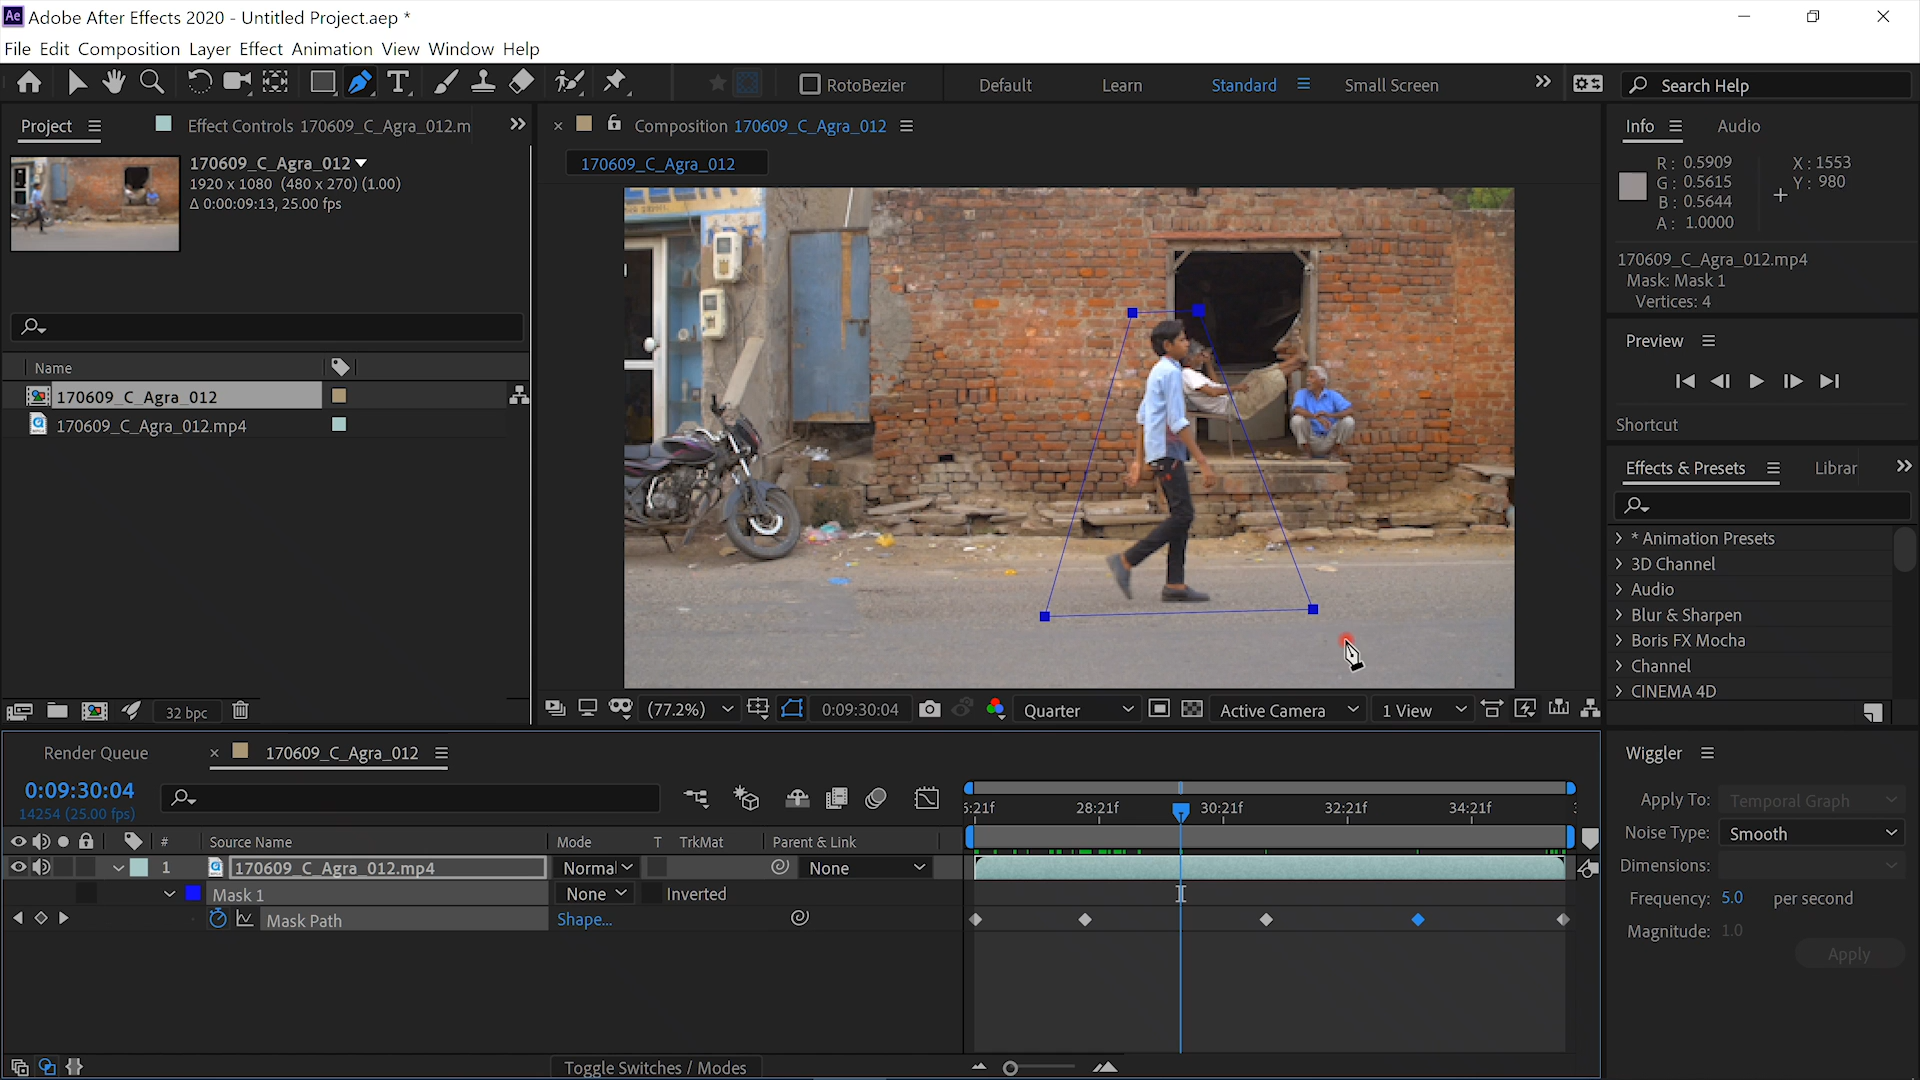 Ae Adobe After Effects 2020 - Untitled Project.aep *
File Edit Composition Layer Effect Animation View Window Help
RotoBezier
Default
Learn
Standard
Small Screen
Search Help
Project
Effect Controls 170609_C_Agra_012.m
Composition 170609_C_Agra_012
Info
Audio
170609_C_Agra_012
1920 x 1080 (480 x 270) (1.00)
Δ 0:00:09:13, 25.00 fps
170609_C_Agra_012
R: 0.5909
G: 0.5615
B: 0.5644
A: 1.0000
X: 1553
Y: 980
170609_C_Agra_012.mp4
Mask: Mask 1
Vertices: 4
Preview
Shortcut
Name
170609_C_Agra_012
170609_C_Agra_012.mp4
Effects & Presets
Librar
* Animation Presets
3D Channel
Audio
Blur & Sharpen
Boris FX Mocha
Channel
CINEMA 4D
32 bpc
(77.2%)
0:09:30:04
Quarter
Active Camera
1 View
Render Queue
170609_C_Agra_012
0:09:30:04
14254 (25.00 fps)
5:21f
28:21f
30:21f
32:21f
34:21f
#
Source Name
Mode
T
TrkMat
Parent & Link
1
170609_C_Agra_012.mp4
Normal
None
Mask 1
None
Inverted
Mask Path
Shape...
Toggle Switches / Modes
Wiggler
Apply To: Temporal Graph
Noise Type: Smooth
Dimensions:
Frequency: 5.0 per second
Magnitude: 1.0
Apply